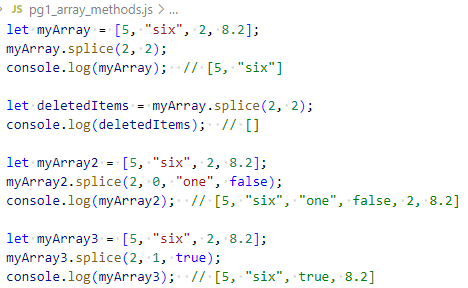 pg1_array_methods.js > ...
let myArray = [5, "six", 2, 8.2];
myArray.splice(2, 2);
console.log(myArray);  // [5, "six"]

let deletedItems = myArray.splice(2, 2);
console.log(deletedItems);  // []

let myArray2 = [5, "six", 2, 8.2];
myArray2.splice(2, 0, "one", false);
console.log(myArray2);  // [5, "six", "one", false, 2, 8.2]

let myArray3 = [5, "six", 2, 8.2];
myArray3.splice(2, 1, true);
console.log(myArray3);  // [5, "six", true, 8.2]